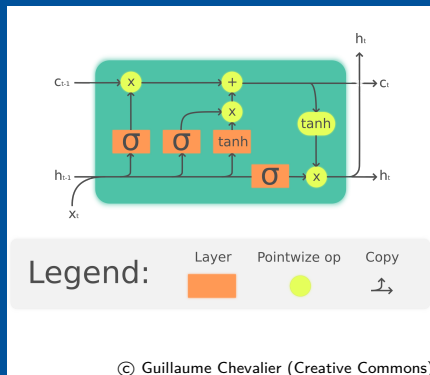 hₜ
cₜ₋₁ x + cₜ
x tanh
σ σ tanh
hₜ₋₁ σ x hₜ
xₜ
Legend: Layer Pointwize op Copy
© Guillaume Chevalier (Creative Commons)